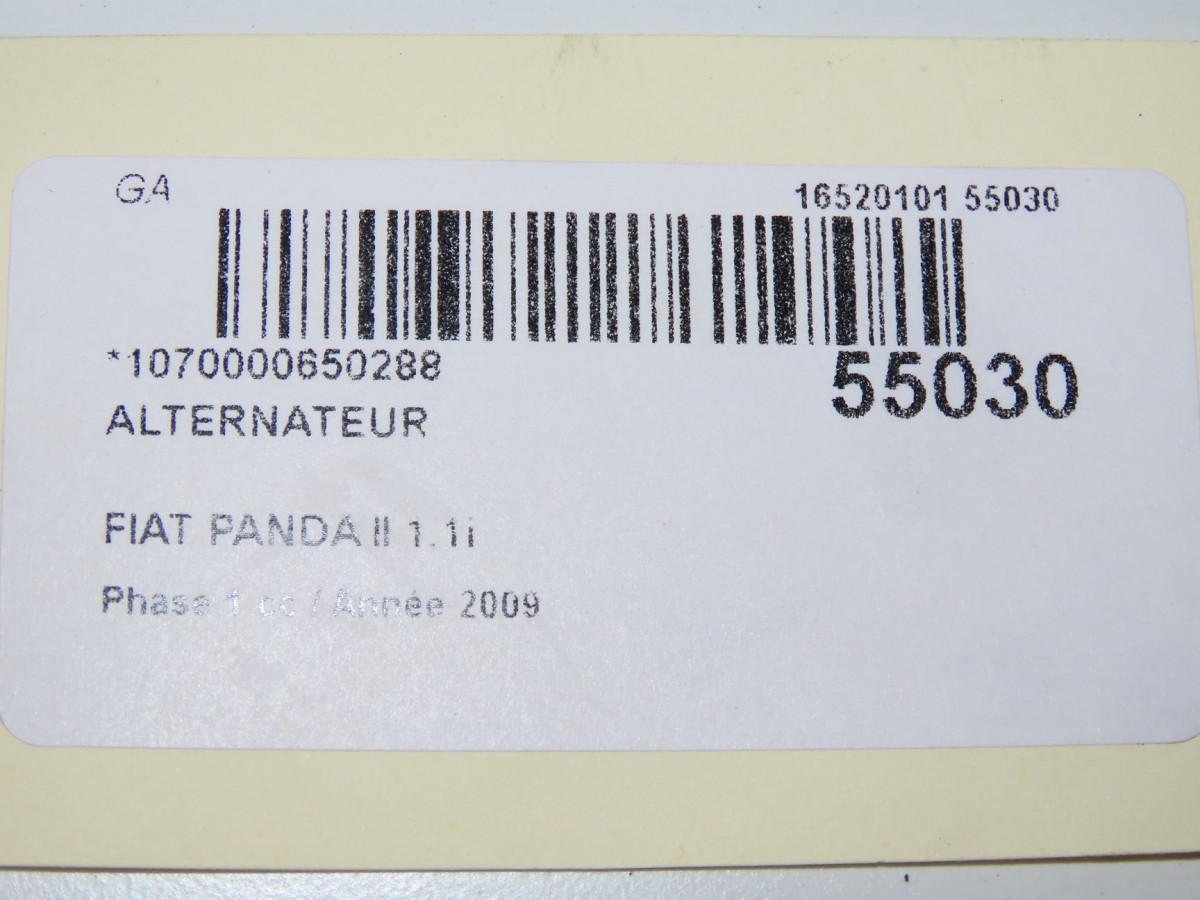 GA
16520101 55030
*1070000650288
55030
ALTERNATEUR
FIAT PANDA II 1.1i
Phase 1 cc / Année 2009